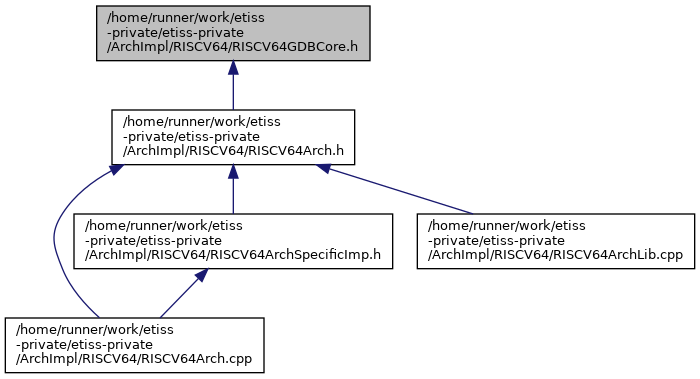 /home/runner/work/etiss
-private/etiss-private
/ArchImpl/RISCV64/RISCV64GDBCore.h
/home/runner/work/etiss
-private/etiss-private
/ArchImpl/RISCV64/RISCV64Arch.h
/home/runner/work/etiss
-private/etiss-private
/ArchImpl/RISCV64/RISCV64ArchSpecificImp.h
/home/runner/work/etiss
-private/etiss-private
/ArchImpl/RISCV64/RISCV64ArchLib.cpp
/home/runner/work/etiss
-private/etiss-private
/ArchImpl/RISCV64/RISCV64Arch.cpp